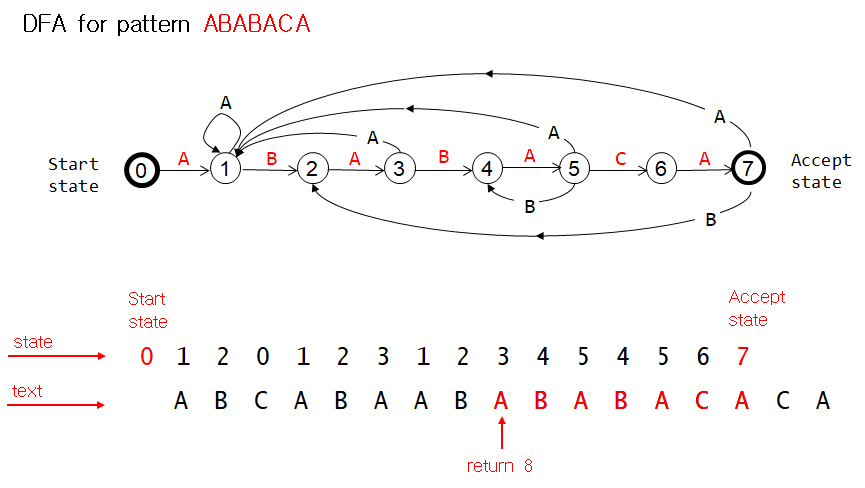 DFA for pattern ABABACA
A
A
A
A
Start
state
0
A
1
B
2
A
3
B
4
A
5
C
6
A
7
Accept
state
B
B
Start
state
Accept
state
state
0 1 2 0 1 2 3 1 2 3 4 5 4 5 6 7
text
A B C A B A A B A B A B A C A C A
return 8